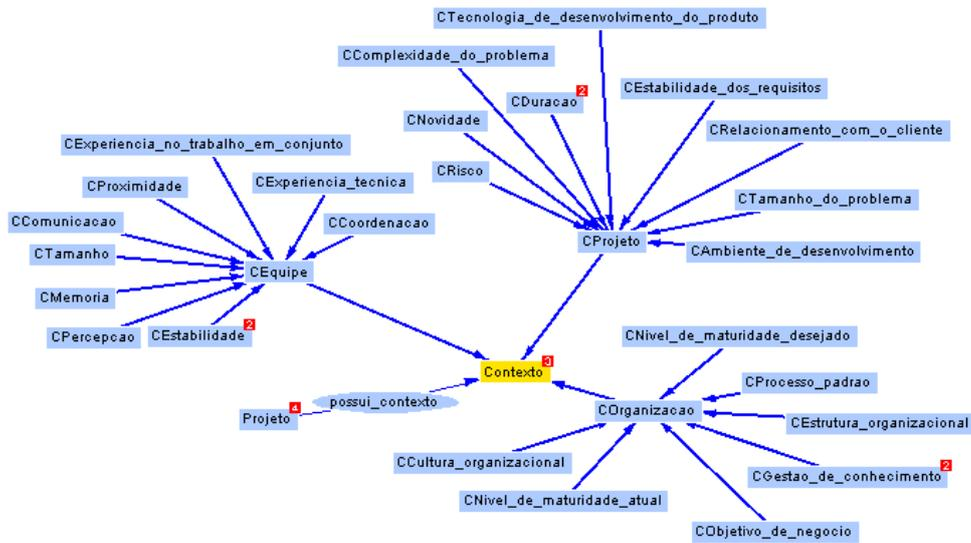 CTecnologia_de_desenvolvimento_do_produto
CComplexidade_do_problema
CEstabilidade_dos_requisitos
CDuracao 2
CNovidade
CRelacionamento_com_o_cliente
CExperiencia_no_trabalho_em_conjunto
CRisco
CProximidade
CExperiencia_tecnica
CTamanho_do_problema
CComunicacao
CCoordenacao
CProjeto
CAmbiente_de_desenvolvimento
CTamanho
CEquipe
CMemoria
CPercepcao
CEstabilidade 2
CNivel_de_maturidade_desejado
Contexto 3
CProcesso_padrao
possui_contexto
Projeto 4
COrganizacao
CEstrutura_organizacional
CCultura_organizacional
CGestao_de_conhecimento 2
CNivel_de_maturidade_atual
CObjetivo_de_negocio